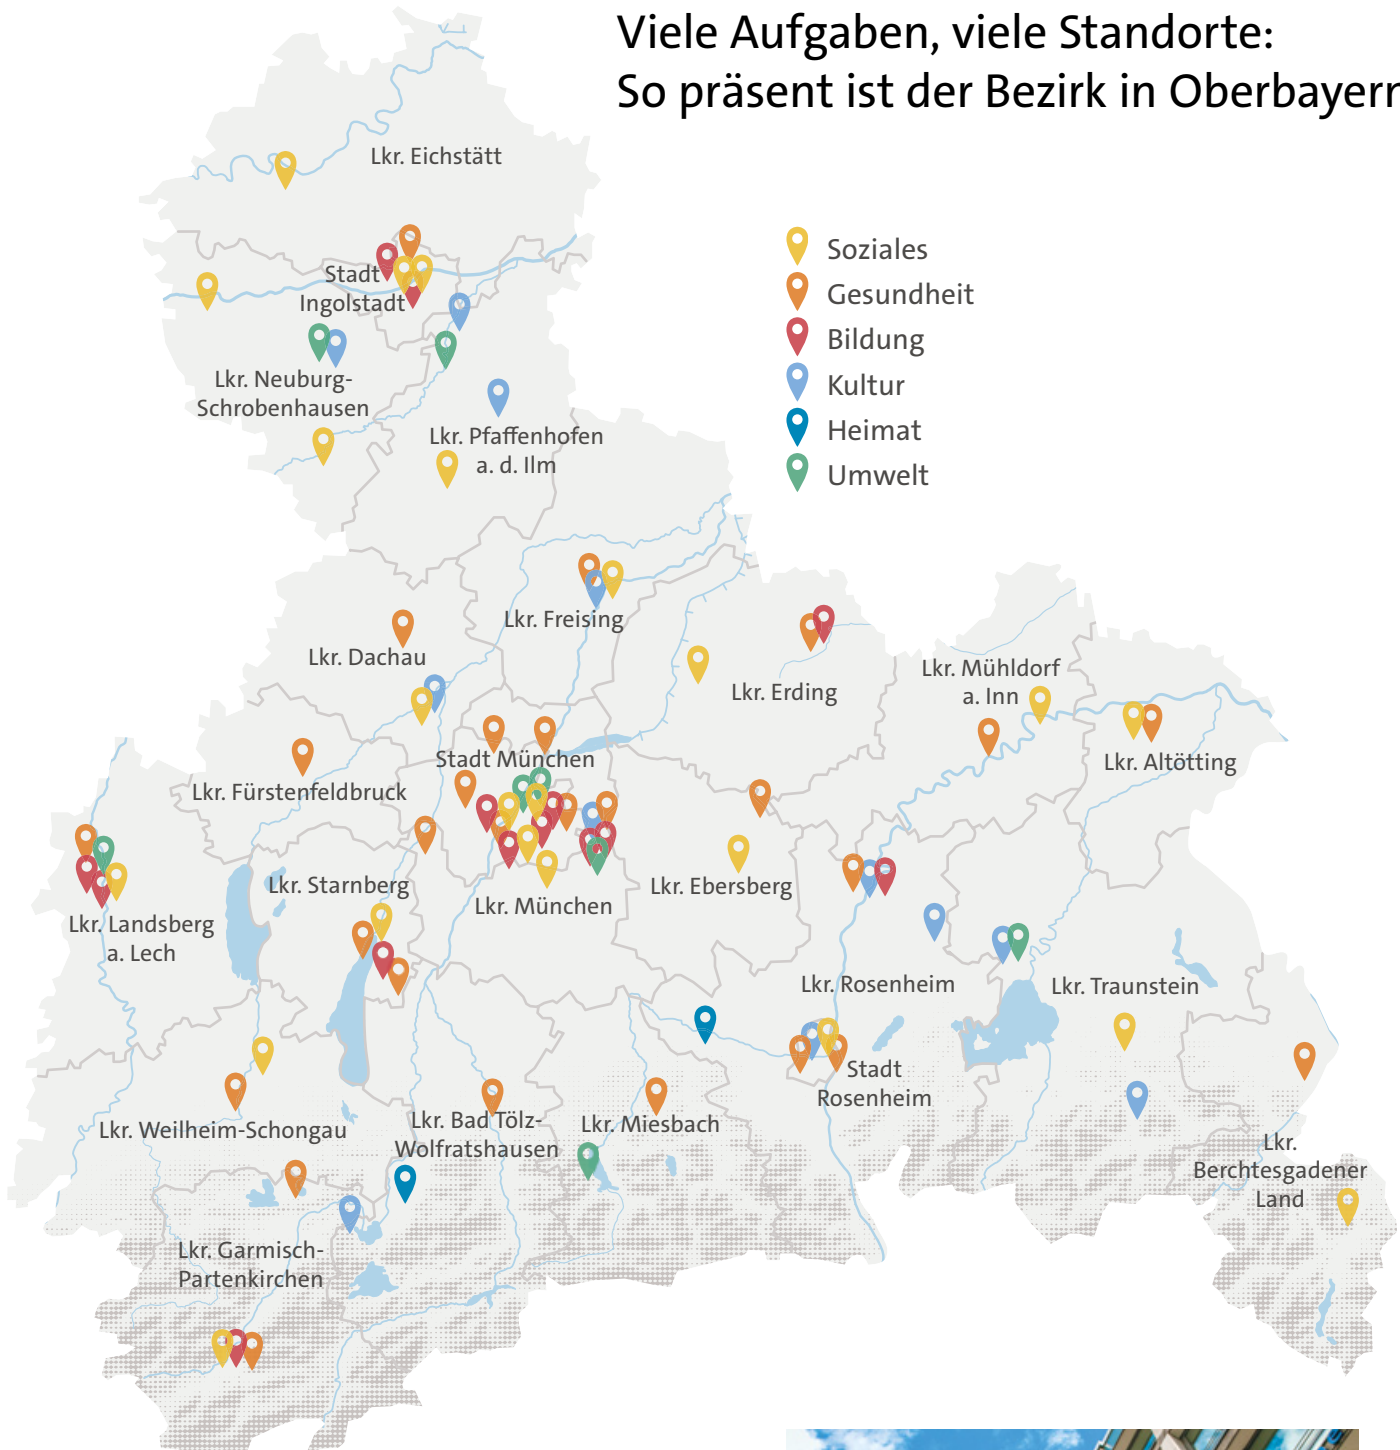 Viele Aufgaben, viele Standorte:
So präsent ist der Bezirk in Oberbayern
Lkr. Eichstätt
Soziales
Gesundheit
Bildung
Kultur
Heimat
Umwelt
Stadt
Ingolstadt
Lkr. Neuburg-
Schrobenhausen
Lkr. Pfaffenhofen
a. d. Ilm
Lkr. Freising
Lkr. Dachau
Lkr. Erding
Lkr. Mühldorf
a. Inn
Lkr. Altötting
Stadt München
Lkr. Fürstenfeldbruck
Lkr. Starnberg
Lkr. München
Lkr. Ebersberg
Lkr. Landsberg
a. Lech
Lkr. Rosenheim
Lkr. Traunstein
Stadt
Rosenheim
Lkr. Weilheim-Schongau
Lkr. Bad Tölz-
Wolfratshausen
Lkr. Miesbach
Lkr.
Berchtesgadener
Land
Lkr. Garmisch-
Partenkirchen